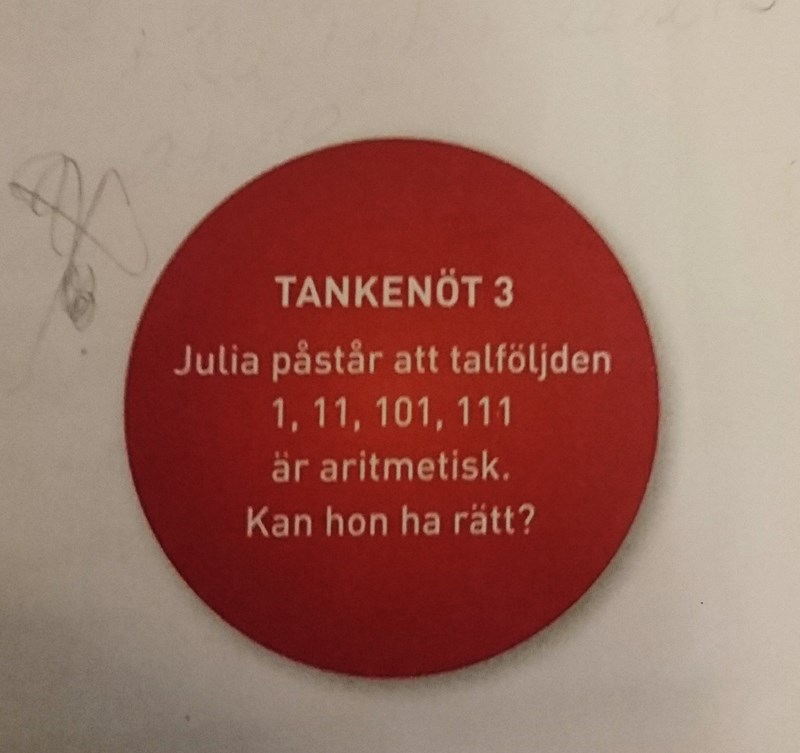 TANKENÖT 3
Julia påstår att talföljden
1, 11, 101, 111
är aritmetisk.
Kan hon ha rätt?